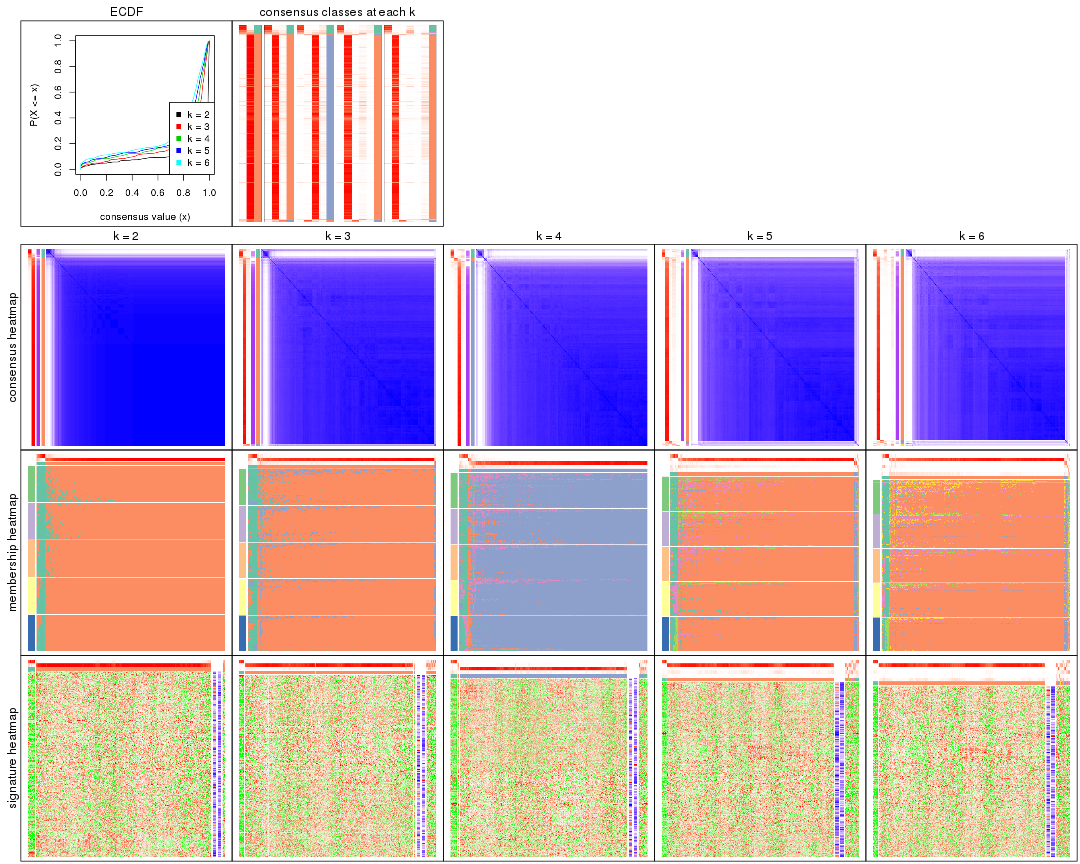 ECDF
consensus classes at each k
P(X <= x)
0.0 0.2 0.4 0.6 0.8 1.0
k = 2
k = 3
k = 4
k = 5
k = 6
0.0 0.2 0.4 0.6 0.8 1.0
consensus value (x)
k = 2
k = 3
k = 4
k = 5
k = 6
consensus heatmap
membership heatmap
signature heatmap